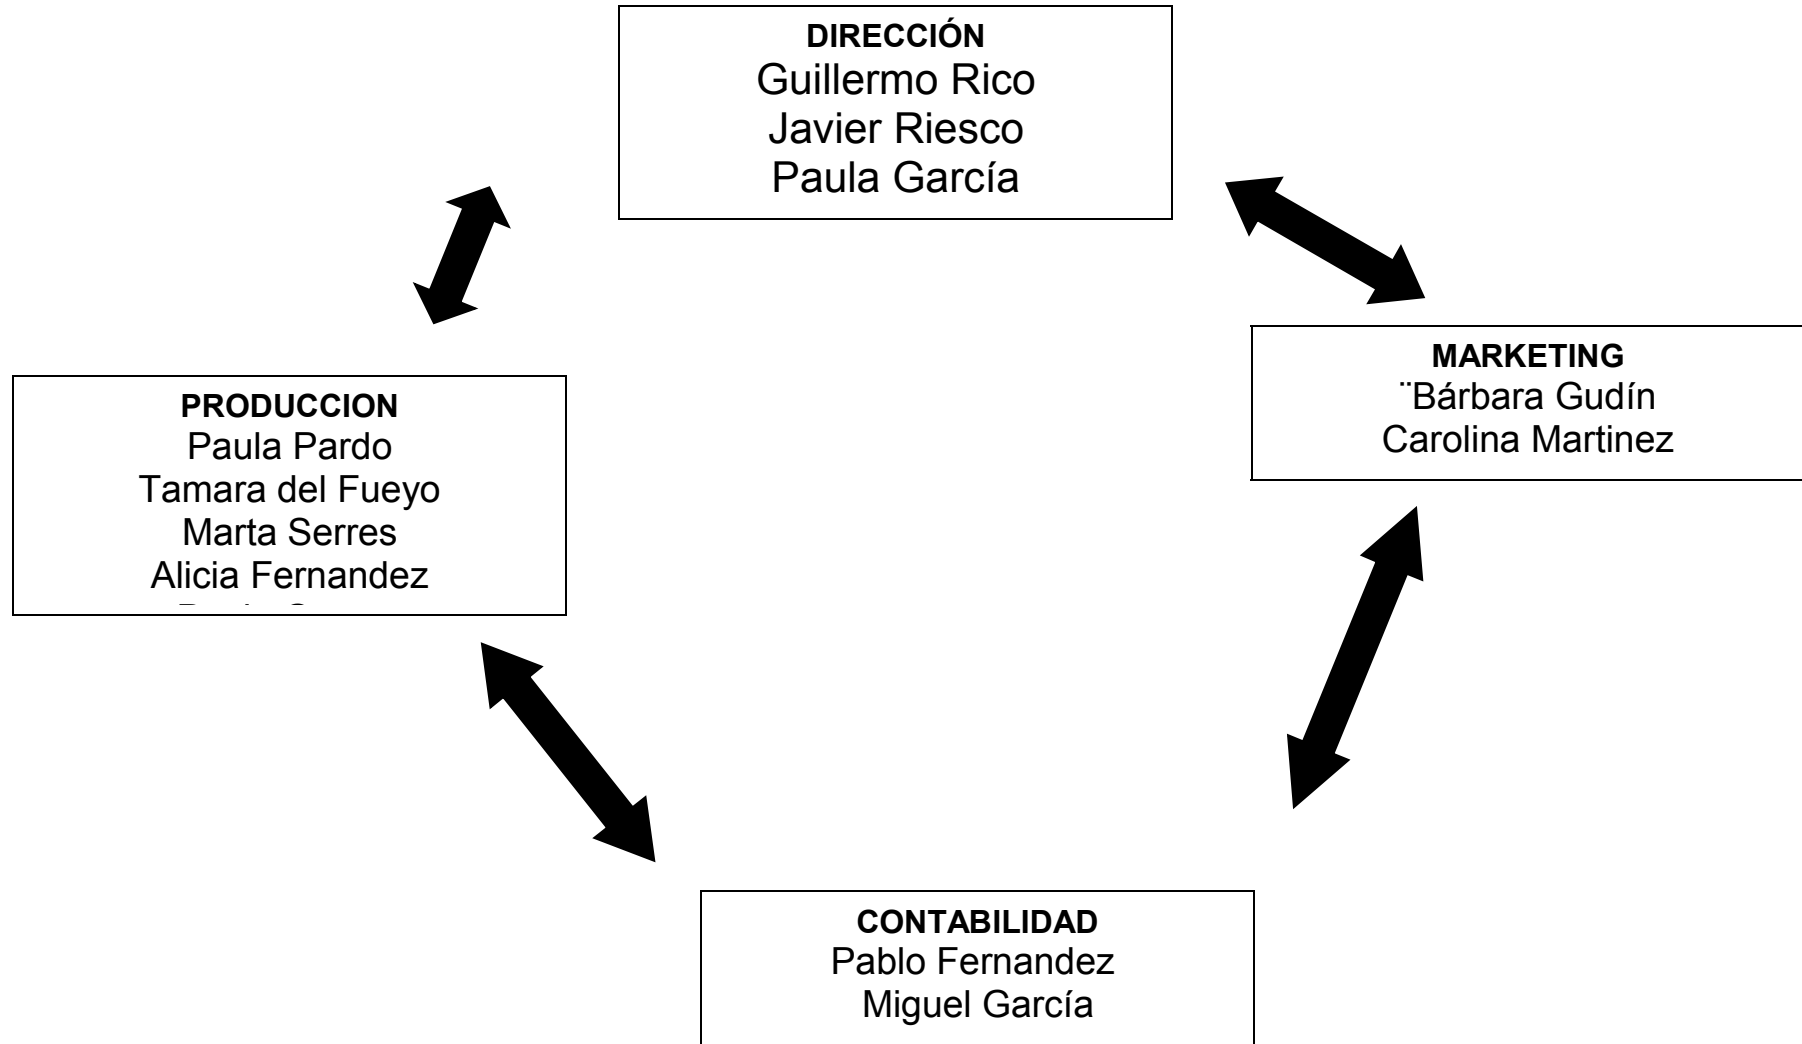 DIRECCIÓN
Guillermo Rico
Javier Riesco
Paula García
MARKETING
¨Bárbara Gudín
Carolina Martinez
PRODUCCION
Paula Pardo
Tamara del Fueyo
Marta Serres
Alicia Fernandez
CONTABILIDAD
Pablo Fernandez
Miguel García